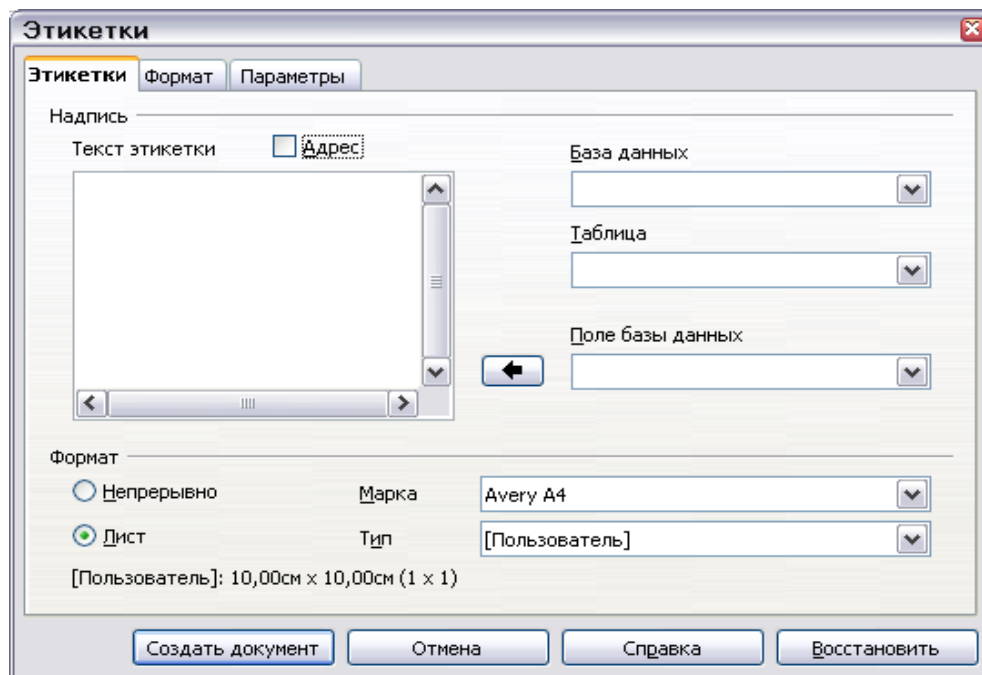 Этикетки
Этикетки Формат Параметры
Надпись
Текст этикетки Адрес
База данных
Таблица
Поле базы данных
Формат
Непрерывно Марка Avery A4
Лист Тип [Пользователь]
[Пользователь]: 10,00см x 10,00см (1 x 1)
Создать документ Отмена Справка Восстановить